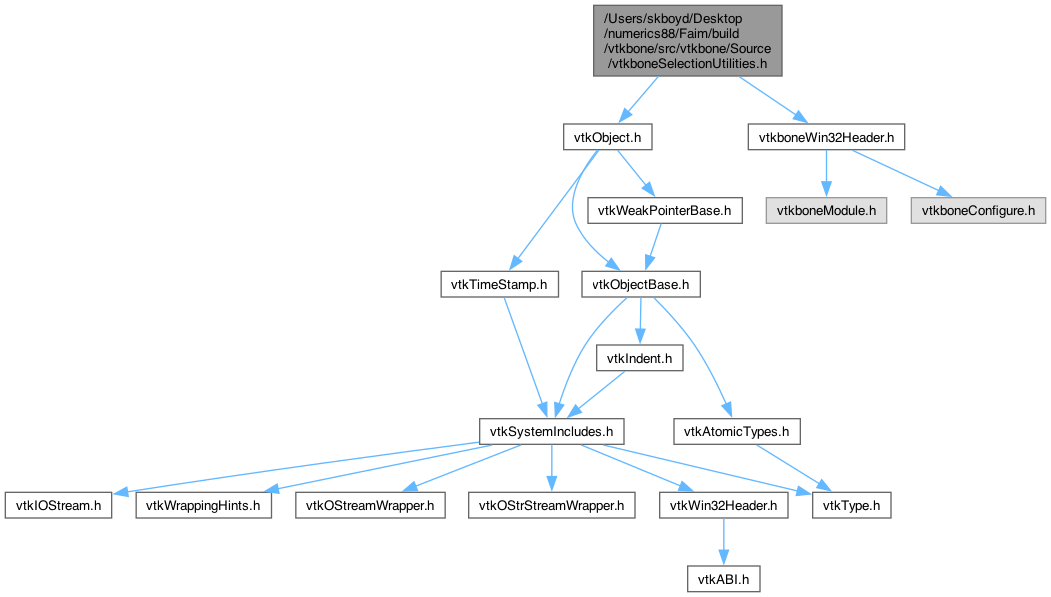 /Users/skboyd/Desktop
/numerics88/Faim/build
/vtkbone/src/vtkbone/Source
/vtkboneSelectionUtilities.h
vtkObject.h
vtkboneWin32Header.h
vtkWeakPointerBase.h
vtkboneModule.h
vtkboneConfigure.h
vtkTimeStamp.h
vtkObjectBase.h
vtkIndent.h
vtkSystemIncludes.h
vtkAtomicTypes.h
vtkIOStream.h
vtkWrappingHints.h
vtkOStreamWrapper.h
vtkOStrStreamWrapper.h
vtkWin32Header.h
vtkType.h
vtkABI.h